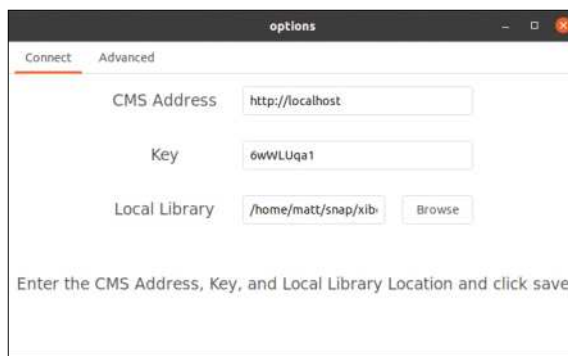 options
Connect Advanced
CMS Address http://localhost
Key 6wWLUqa1
Local Library /home/matt/snap/xib Browse
Enter the CMS Address, Key, and Local Library Location and click save